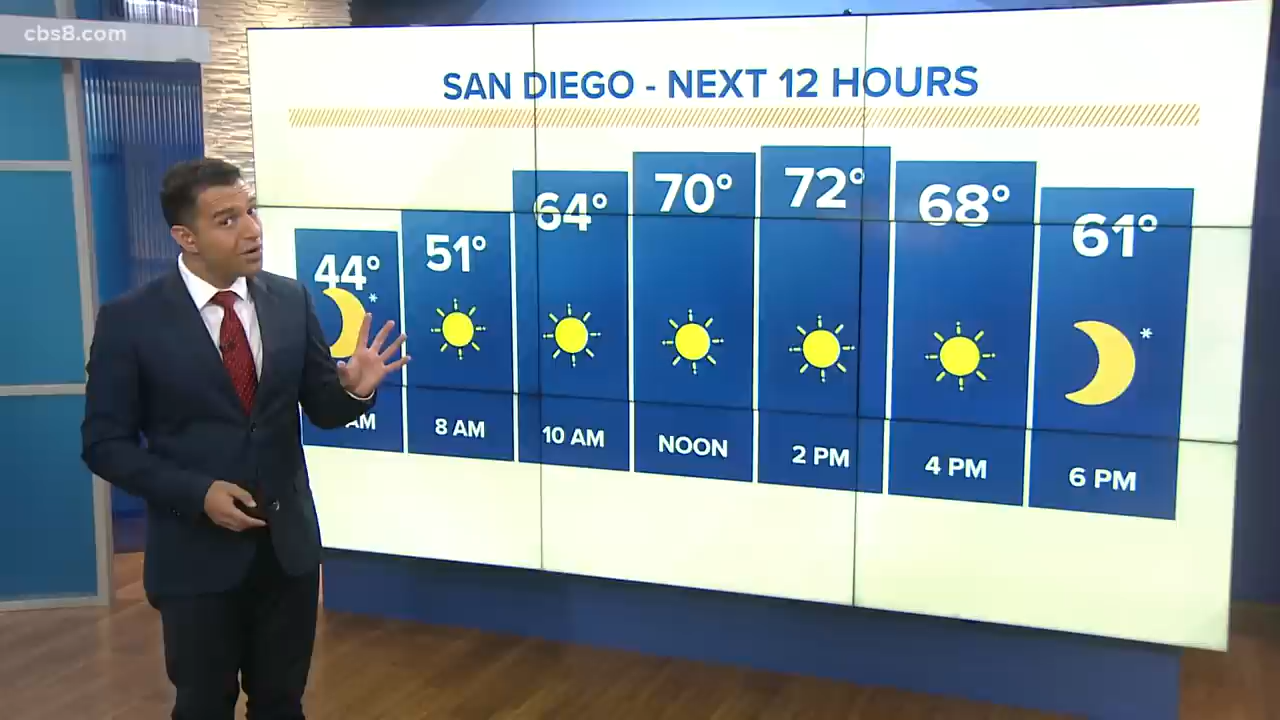 cbs8.com
SAN DIEGO - NEXT 12 HOURS
44° 51° 64° 70° 72° 68° 61°
AM 8 AM 10 AM NOON 2 PM 4 PM 6 PM